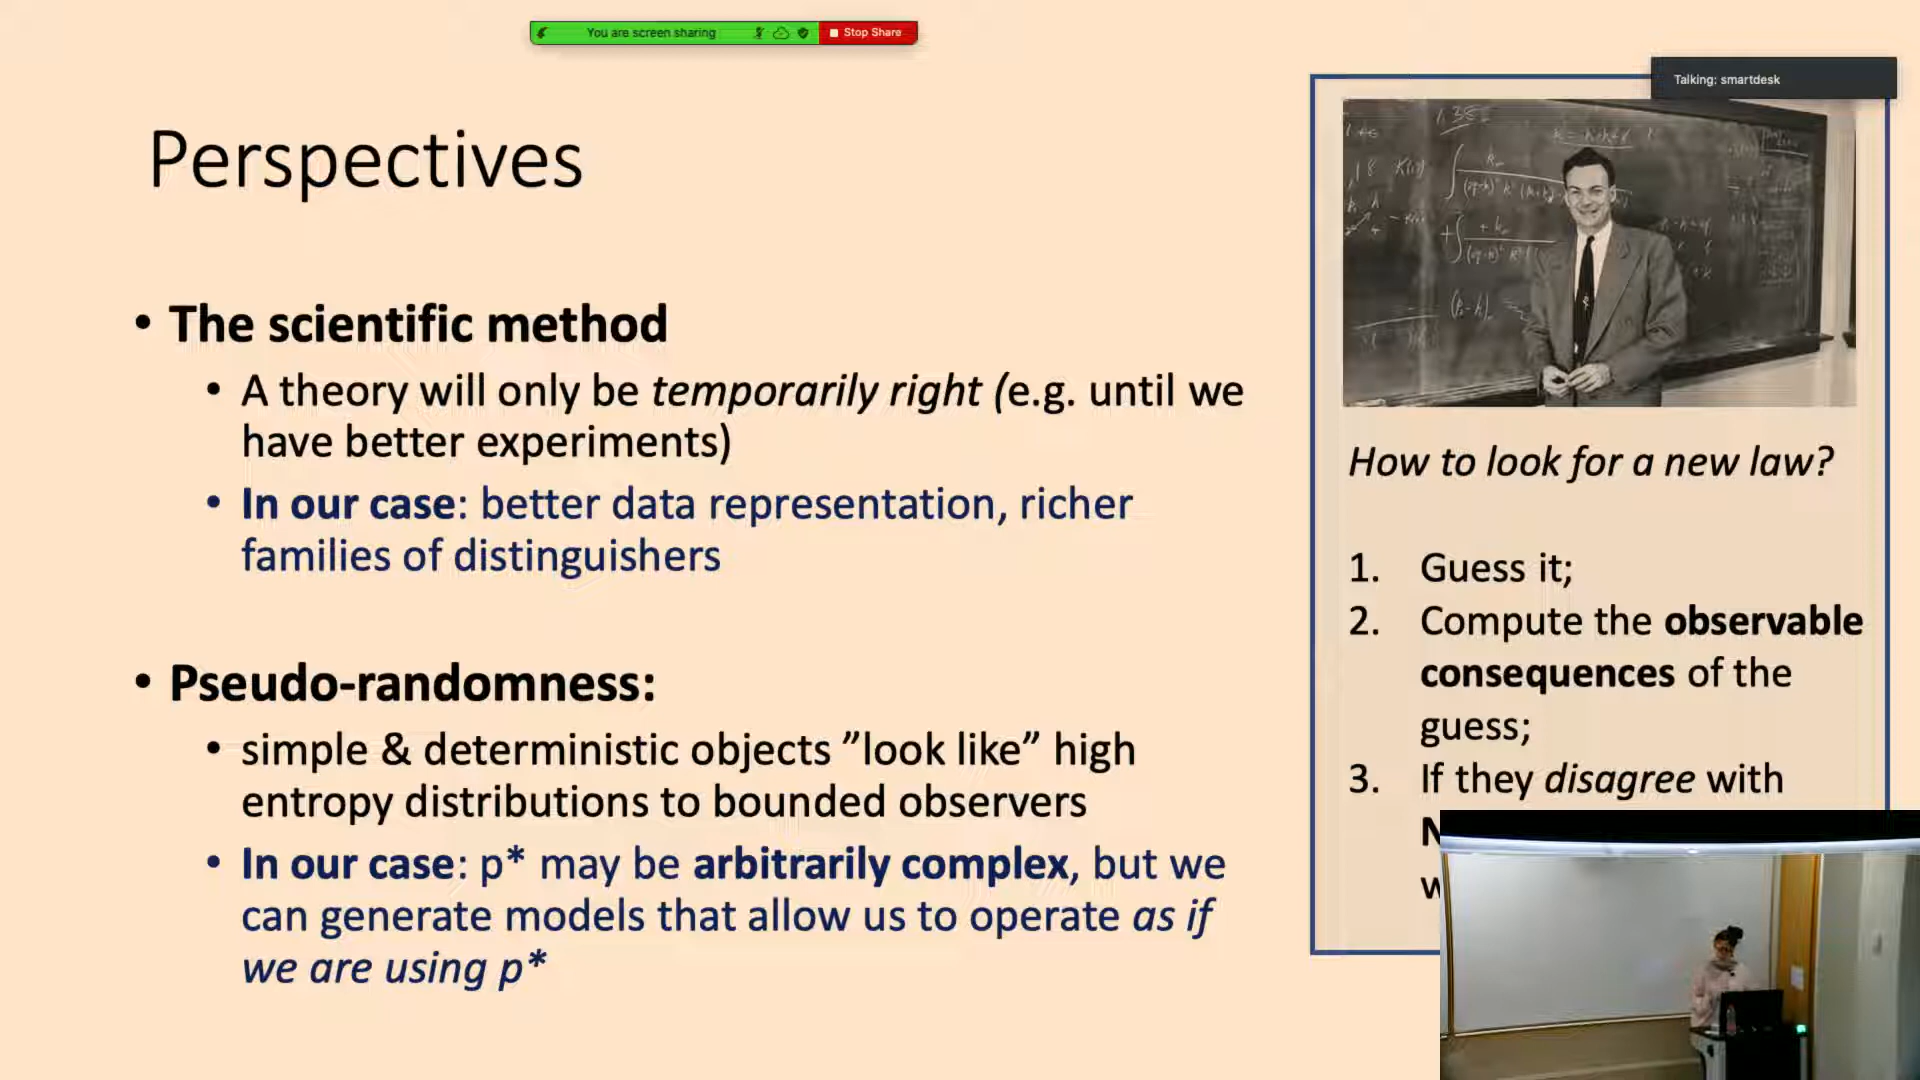 You are screen sharing
Stop Share
Talking: smartdesk
Perspectives
• The scientific method
• A theory will only be temporarily right (e.g. until we
have better experiments)
• In our case: better data representation, richer
families of distinguishers
• Pseudo-randomness:
• simple & deterministic objects ”look like” high
entropy distributions to bounded observers
• In our case: p* may be arbitrarily complex, but we
can generate models that allow us to operate as if
we are using p*
How to look for a new law?
1. Guess it;
2. Compute the observable
consequences of the
guess;
3. If they disagree with